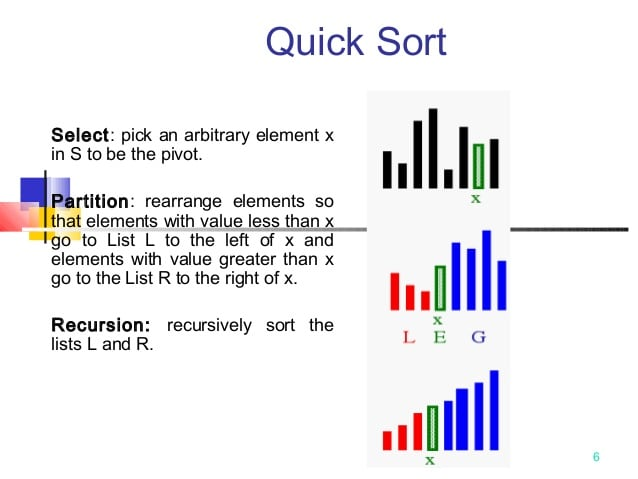 Quick Sort
Select: pick an arbitrary element x
in S to be the pivot.
Partition: rearrange elements so
that elements with value less than x
go to List L to the left of x and
elements with value greater than x
go to the List R to the right of x.
Recursion: recursively sort the
lists L and R.
x
x
L E G
x
6